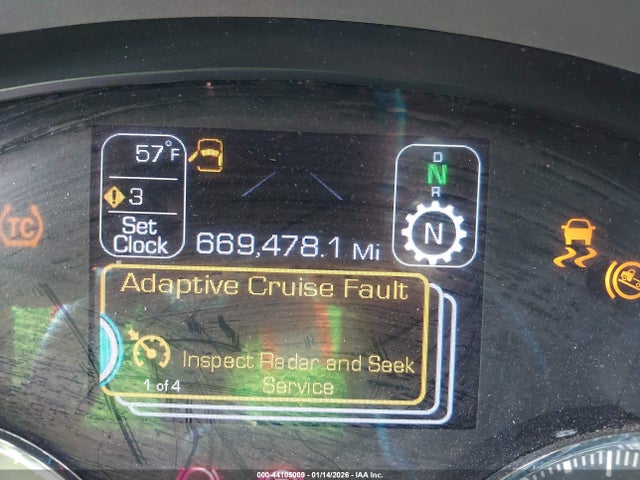 57°F
3
Set
Clock
669,478.1 Mi
D
N
R
N
TC
Adaptive Cruise Fault
Inspect Radar and Seek
Service
1 of 4
000-44105009 - 01/14/2026 - IAA Inc.